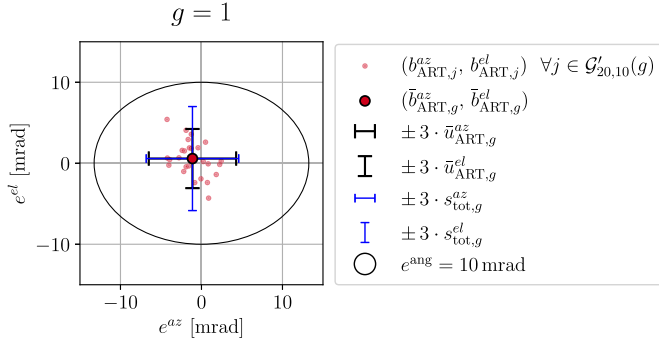 g = 1
e^{el} [mrad]
10
0
−10
−10 0 10
e^{az} [mrad]
(b^{az}_{ART,j}, b^{el}_{ART,j}) ∀j ∈ 𝒢′_{20,10}(g)
(b̄^{az}_{ART,g}, b̄^{el}_{ART,g})
± 3 · ū^{az}_{ART,g}
± 3 · ū^{el}_{ART,g}
± 3 · s^{az}_{tot,g}
± 3 · s^{el}_{tot,g}
e^{ang} = 10 mrad